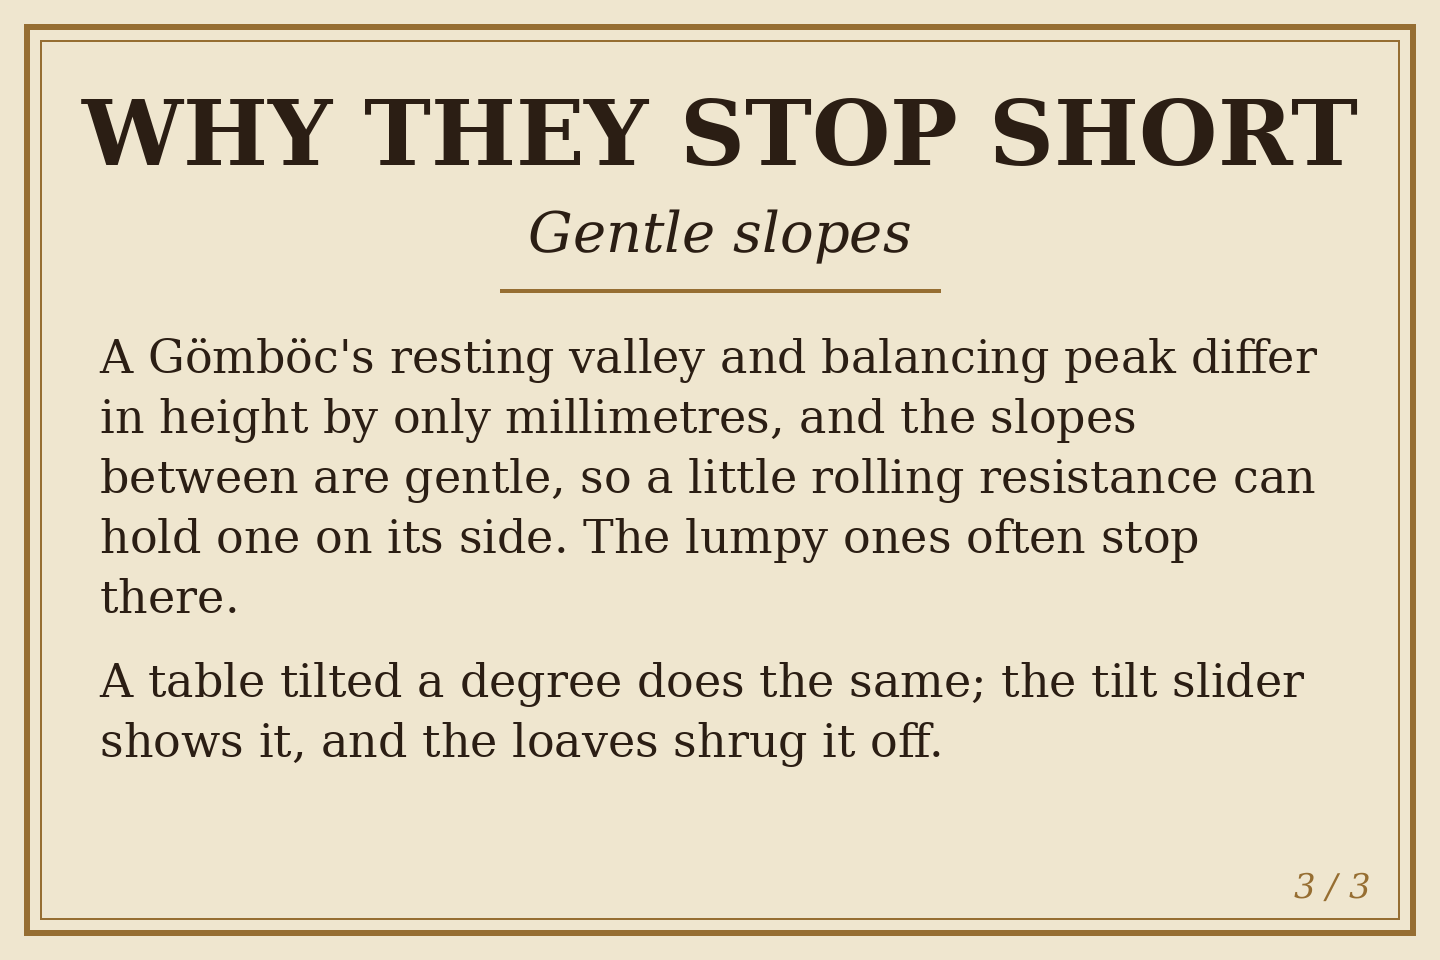 WHY THEY STOP SHORT
Gentle slopes
A Gömböc's resting valley and balancing peak differ
in height by only millimetres, and the slopes
between are gentle, so a little rolling resistance can
hold one on its side. The lumpy ones often stop
there.
A table tilted a degree does the same; the tilt slider
shows it, and the loaves shrug it off.
3 / 3